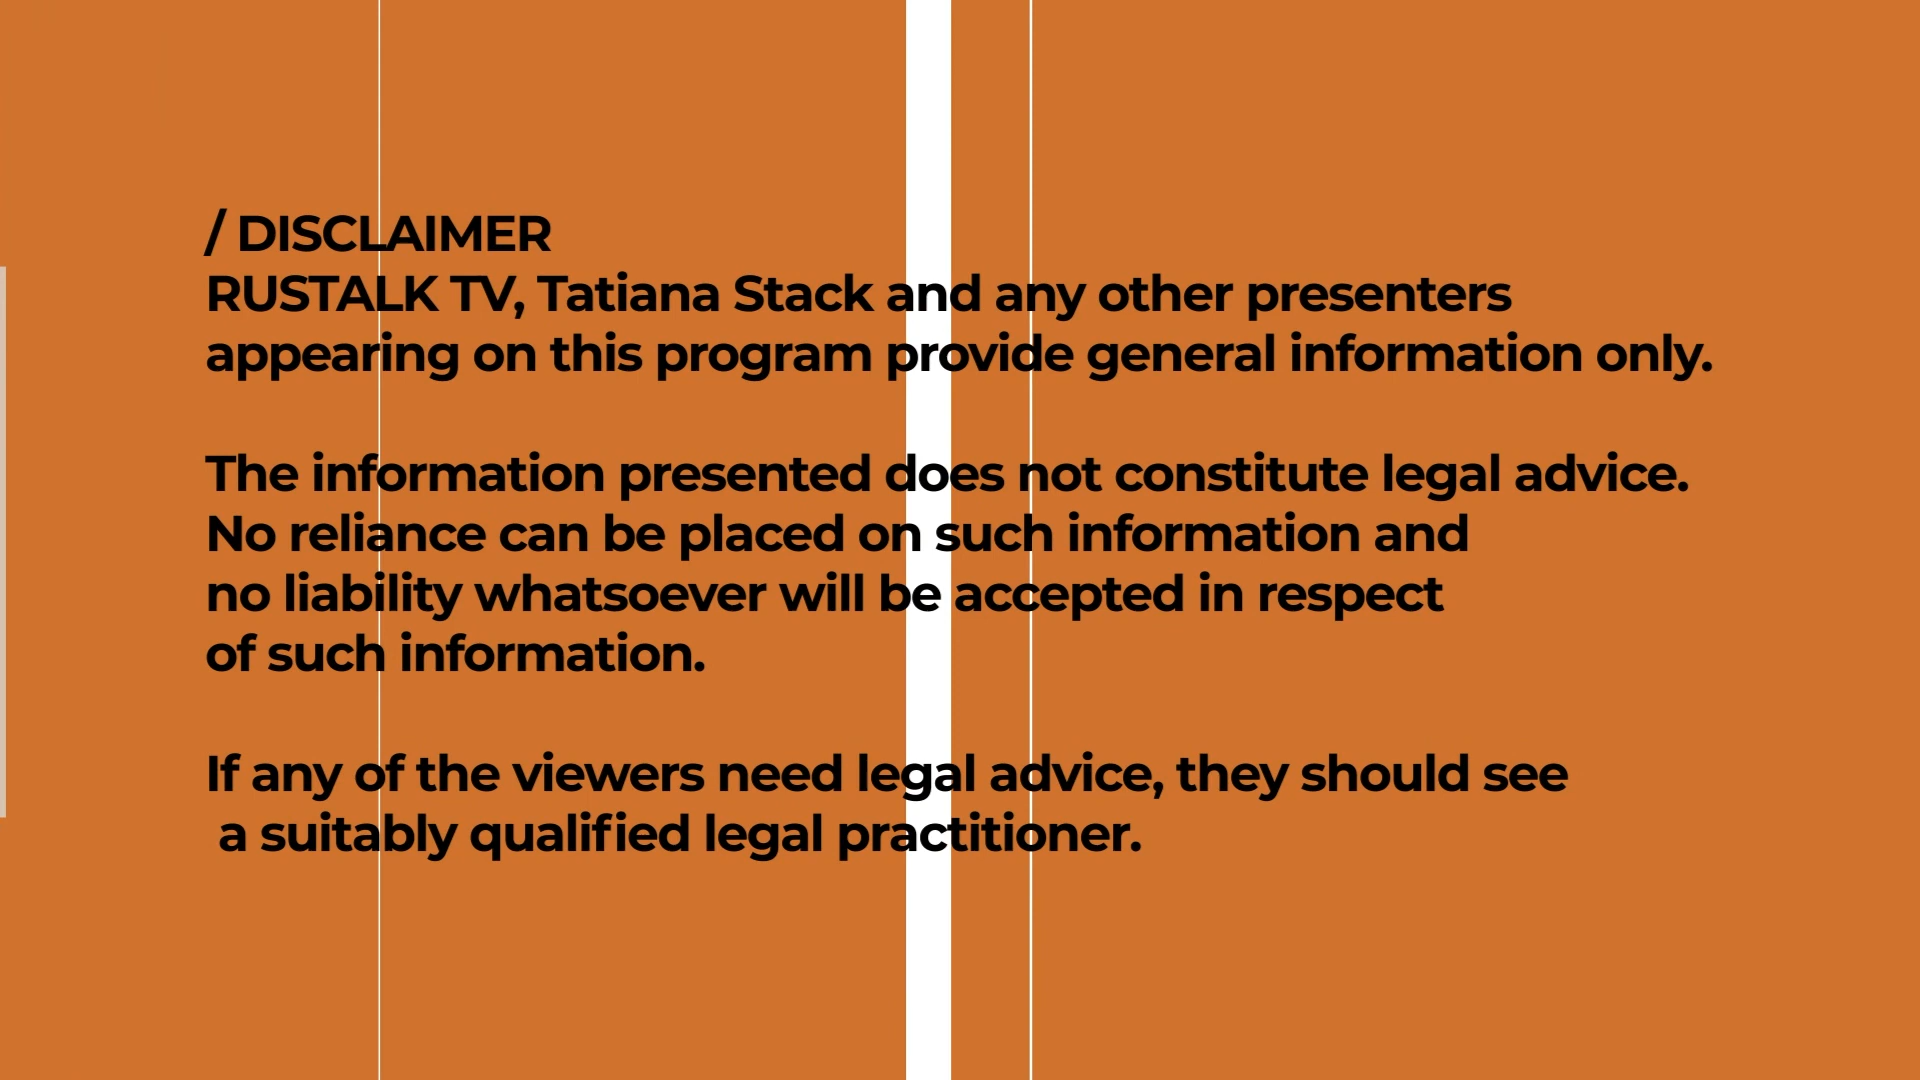 / DISCLAIMER
RUSTALK TV, Tatiana Stack and any other presenters
appearing on this program provide general information only.
The information presented does not constitute legal advice.
No reliance can be placed on such information and
no liability whatsoever will be accepted in respect
of such information.
If any of the viewers need legal advice, they should see
a suitably qualified legal practitioner.